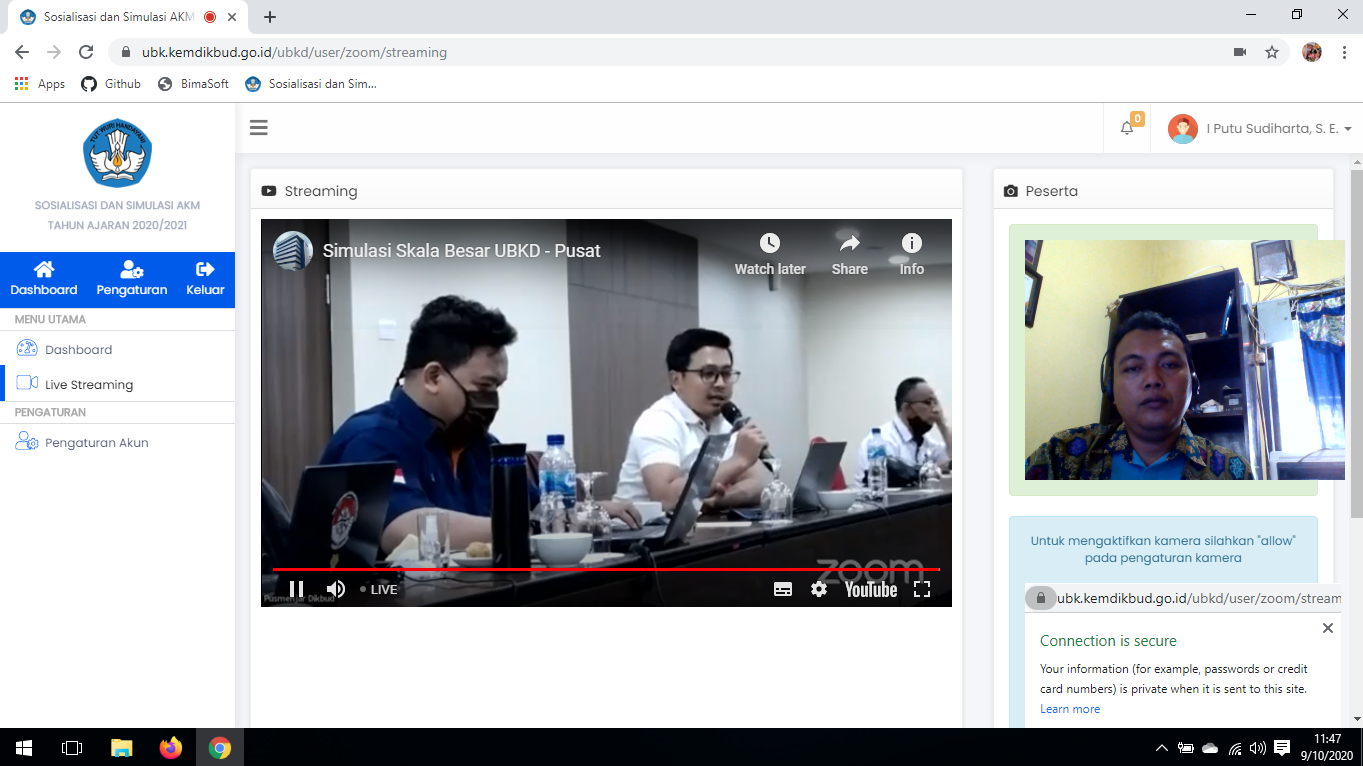 Sosialisasi dan Simulasi AKM
ubk.kemdikbud.go.id/ubkd/user/zoom/streaming
Apps
Github
BimaSoft
Sosialisasi dan Sim...
TUT WURI HANDAYANI
SOSIALISASI DAN SIMULASI AKM
TAHUN AJARAN 2020/2021
Dashboard
Pengaturan
Keluar
MENU UTAMA
Dashboard
Live Streaming
PENGATURAN
Pengaturan Akun
0
I Putu Sudiharta, S. E.
Streaming
Simulasi Skala Besar UBKD - Pusat
Watch later
Share
Info
zoom
LIVE
YouTube
Pusmenjar Dikbud
Peserta
Untuk mengaktifkan kamera silahkan "allow"
pada pengaturan kamera
ubk.kemdikbud.go.id/ubkd/user/zoom/stream
Connection is secure
Your information (for example, passwords or credit
card numbers) is private when it is sent to this site.
Learn more
11:47
9/10/2020